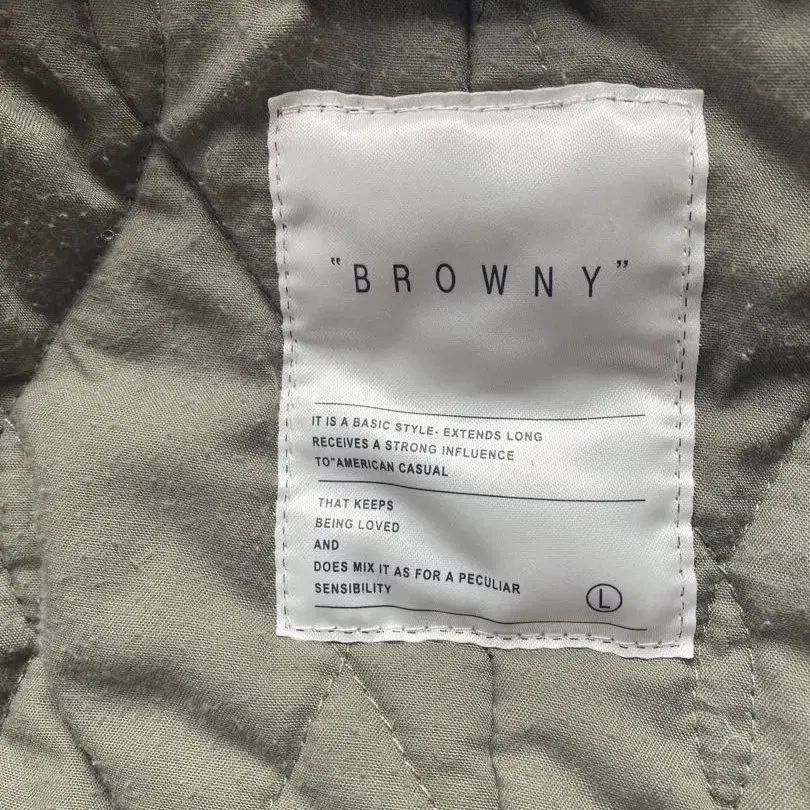 “BROWNY”
IT IS A BASIC STYLE- EXTENDS LONG
RECEIVES A STRONG INFLUENCE
TO"AMERICAN CASUAL
THAT KEEPS
BEING LOVED
AND
DOES MIX IT AS FOR A PECULIAR
SENSIBILITY
L